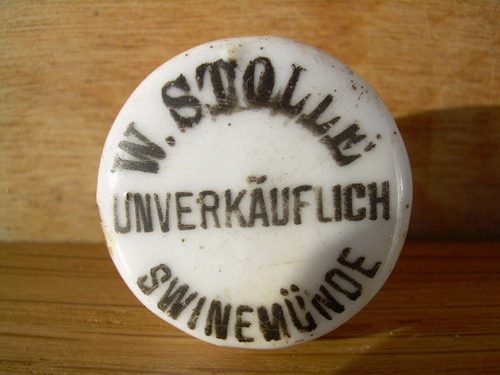 W. STOLLE
UNVERKÄUFLICH
SWINEMÜNDE